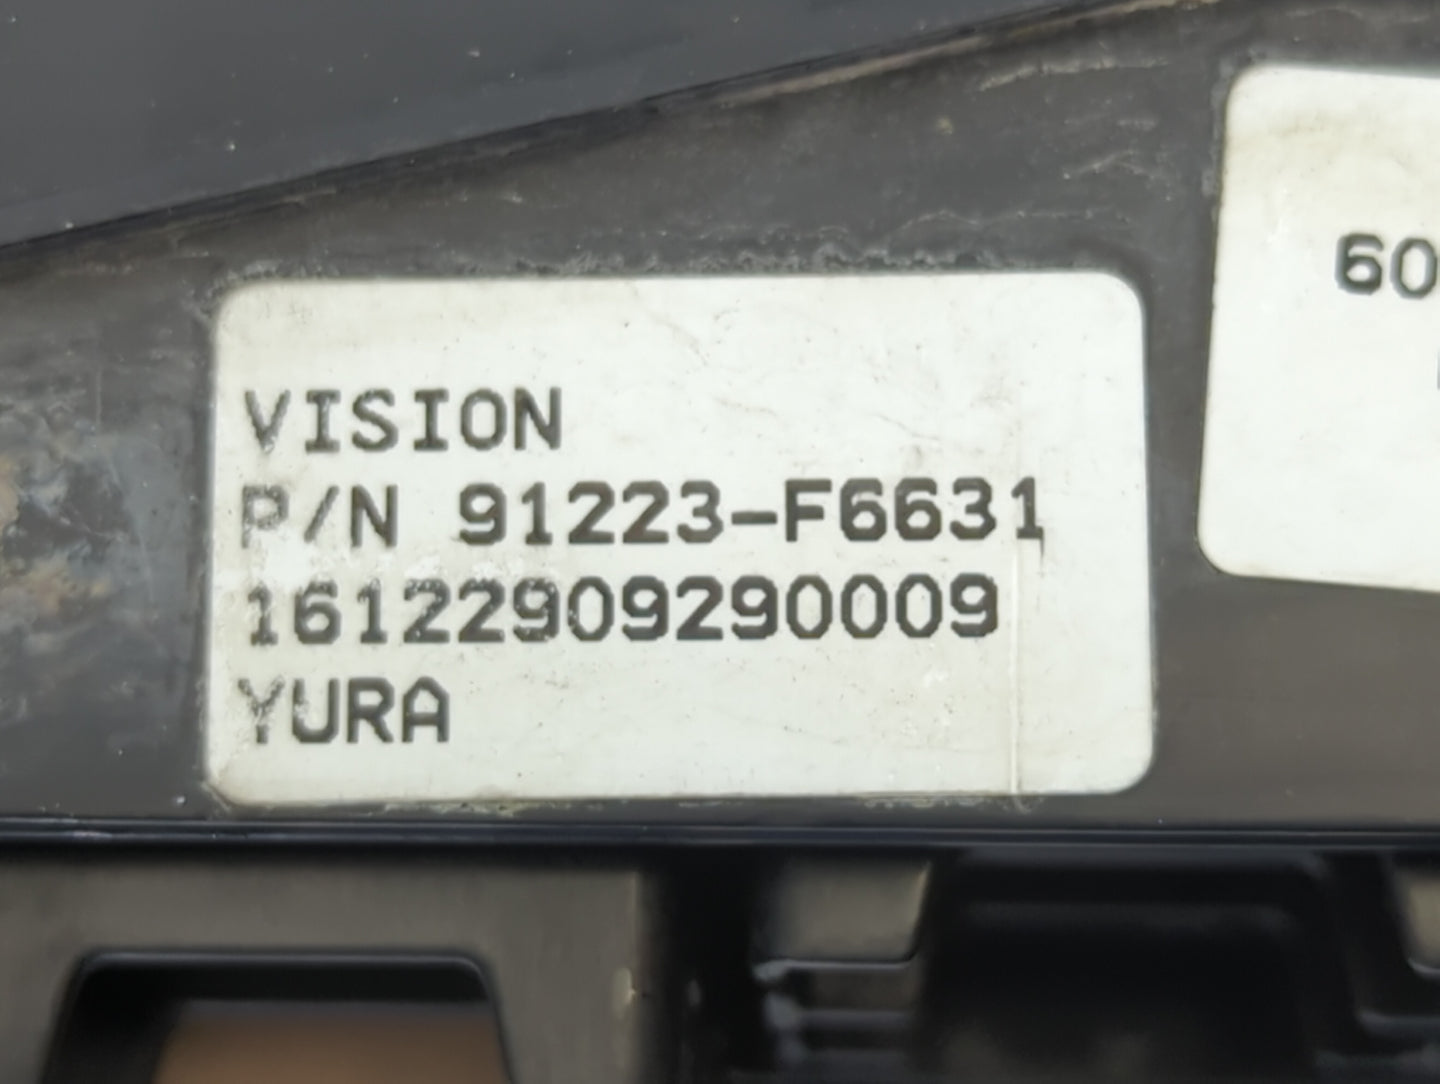 VISION
P/N 91223-F6631
16122909290009
YURA
60